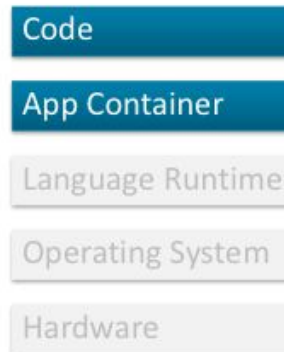 Code
App Container
Language Runtime
Operating System
Hardware